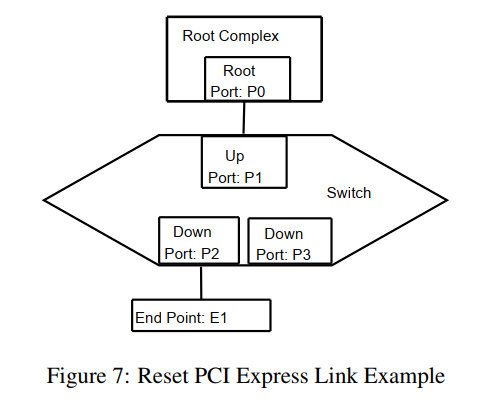 Root Complex
Root
Port: P0
Up
Port: P1
Switch
Down
Port: P2
Down
Port: P3
End Point: E1
Figure 7: Reset PCI Express Link Example